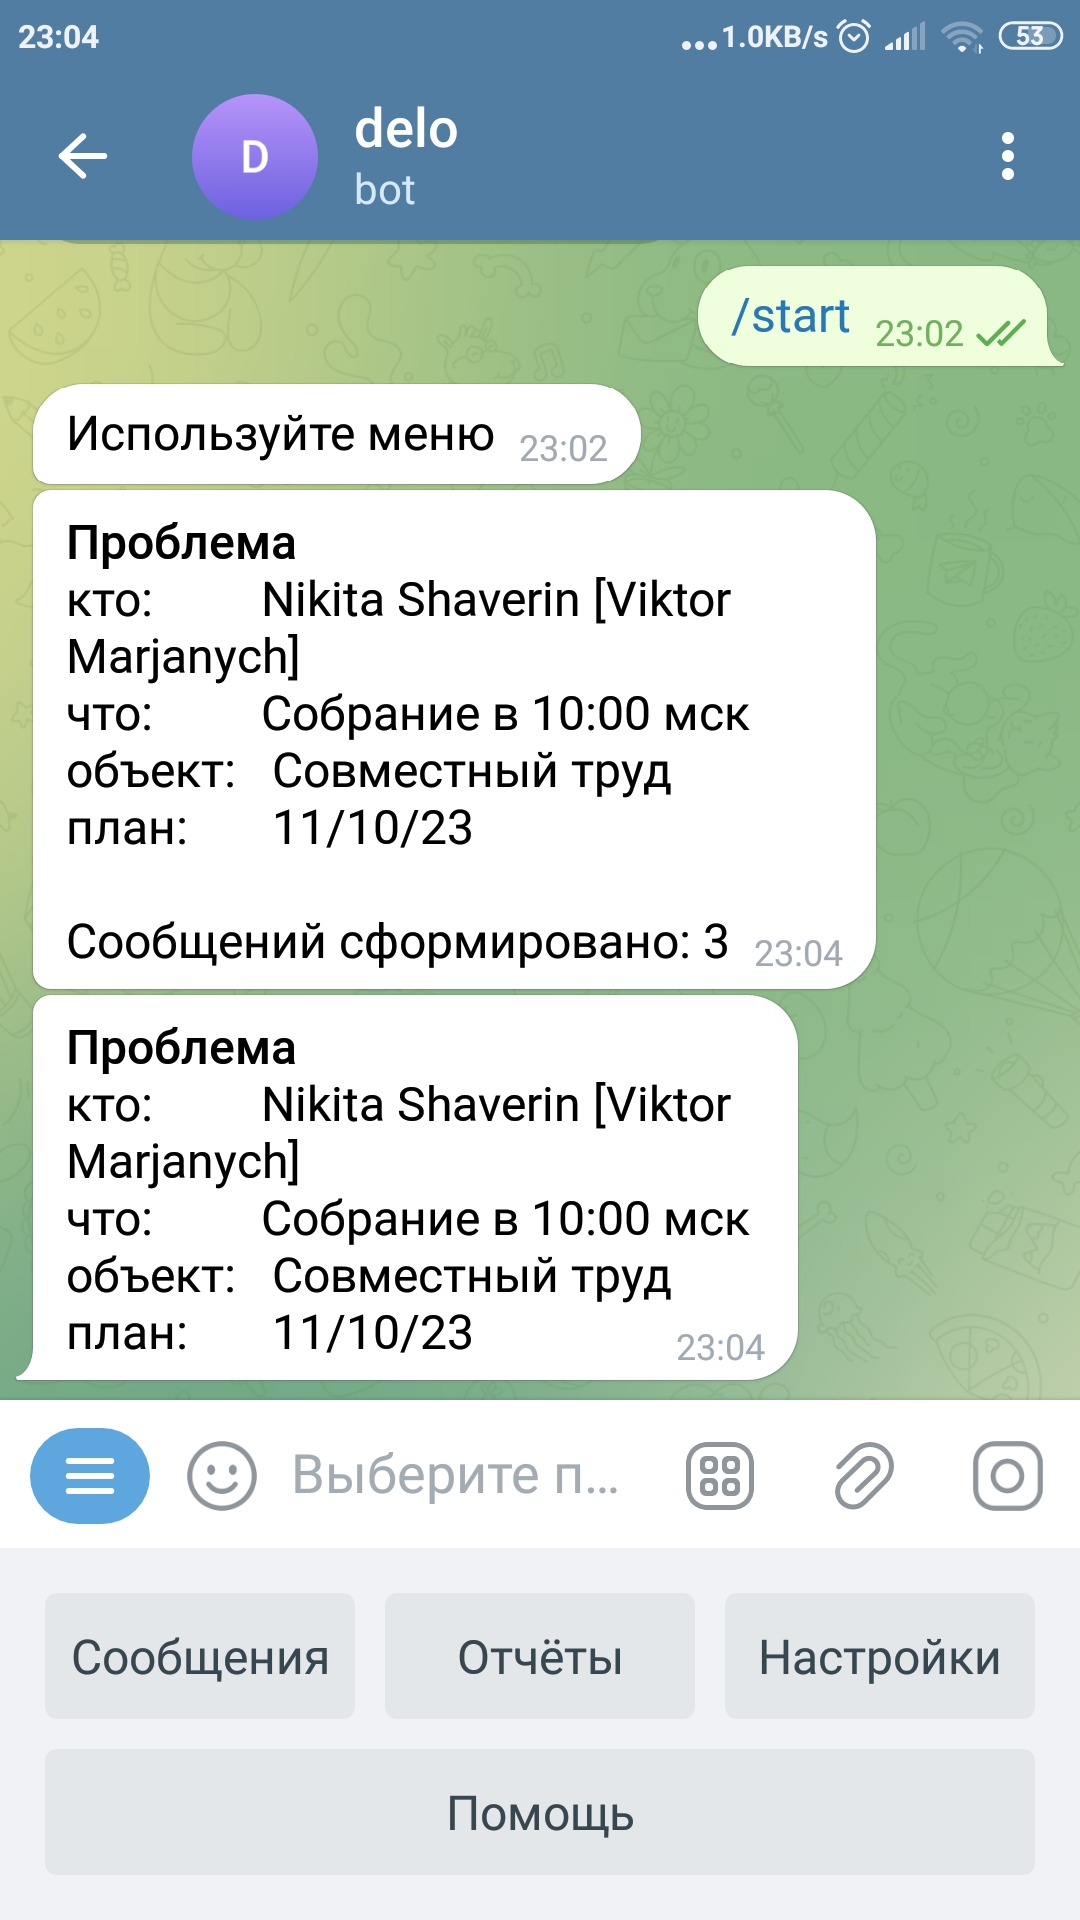 23:04
...1.0KB/s
53
D
delo
bot
/start 23:02
Используйте меню 23:02
Проблема
кто: Nikita Shaverin [Viktor
Marjanych]
что: Собрание в 10:00 мск
объект: Совместный труд
план: 11/10/23
Сообщений сформировано: 3 23:04
Проблема
кто: Nikita Shaverin [Viktor
Marjanych]
что: Собрание в 10:00 мск
объект: Совместный труд
план: 11/10/23
23:04
Выберите п...
Сообщения
Отчёты
Настройки
Помощь